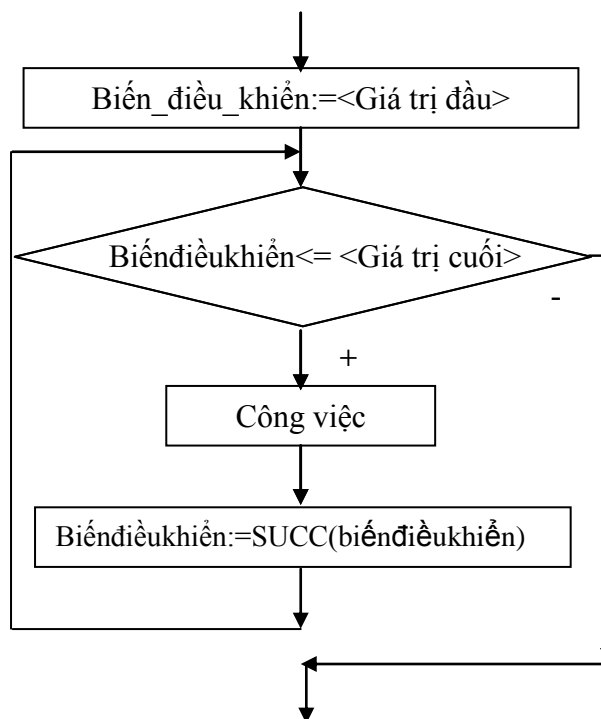 Biến_điều_khiển:=<Giá trị đầu>
Biếnđiềukhiển<= <Giá trị cuối>
-
+
Công việc
Biếnđiềukhiển:=SUCC(biếnđiềukhiển)